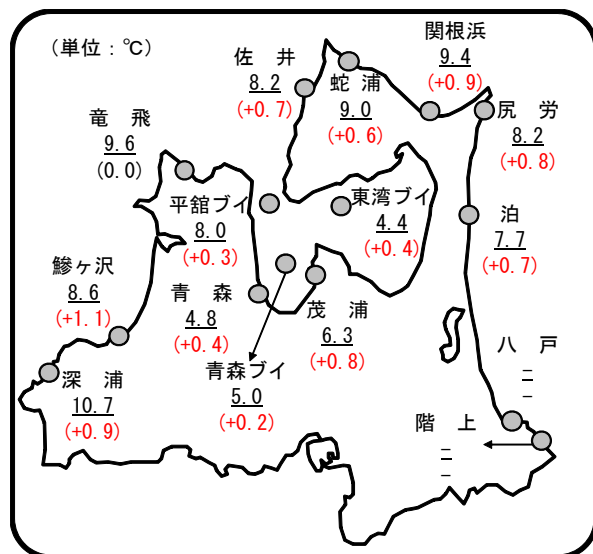 (単位：℃)
佐井
8.2
(+0.7)
蛇浦
9.0
(+0.6)
関根浜
9.4
(+0.9)
尻労
8.2
(+0.8)
竜飛
9.6
(0.0)
平舘ブイ
8.0
(+0.3)
東湾ブイ
4.4
(+0.4)
泊
7.7
(+0.7)
鰺ヶ沢
8.6
(+1.1)
青森
4.8
(+0.4)
茂浦
6.3
(+0.8)
八戸
－
－
青森ブイ
5.0
(+0.2)
深浦
10.7
(+0.9)
階上
－
－